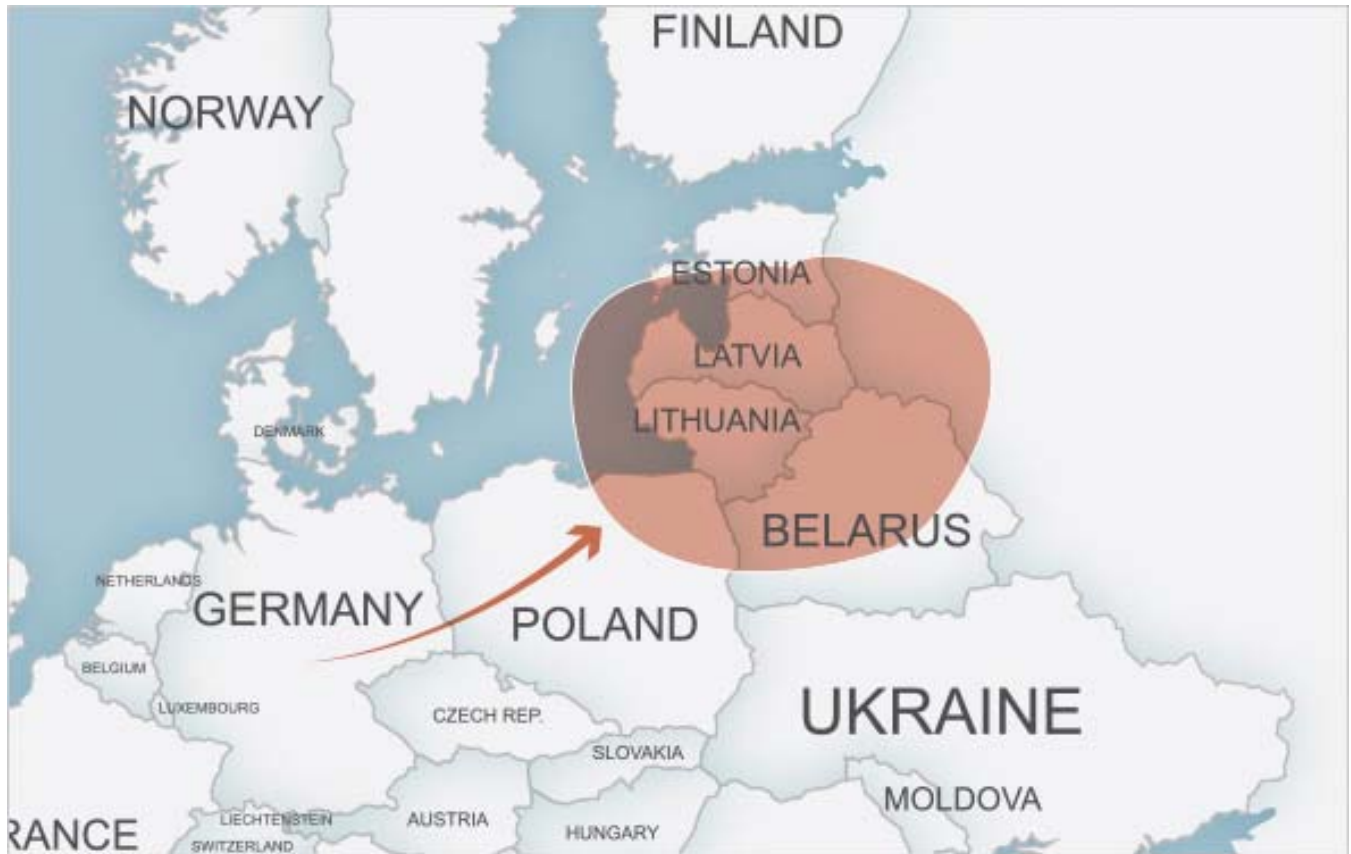 FINLAND
NORWAY
ESTONIA
LATVIA
LITHUANIA
DENMARK
BELARUS
NETHERLANDS
GERMANY
POLAND
BELGIUM
LUXEMBOURG
CZECH REP.
UKRAINE
SLOVAKIA
MOLDOVA
LIECHTENSTEIN
AUSTRIA
HUNGARY
RANCE
SWITZERLAND